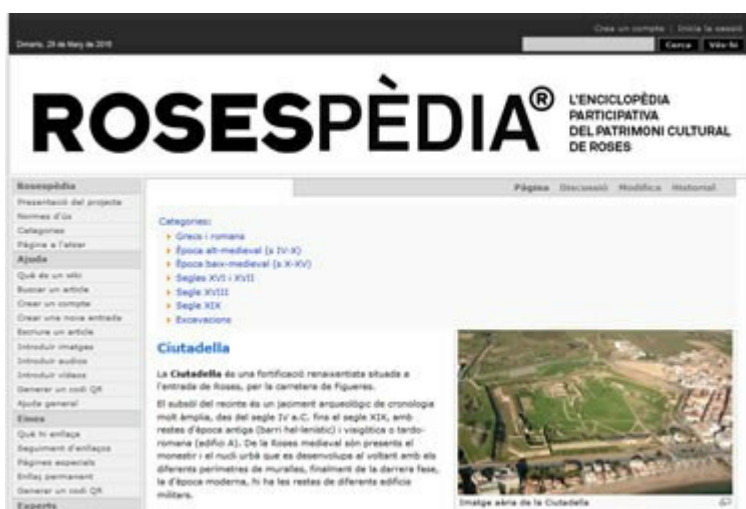 Crea un compte | Inicia la sessió
Dimarts, 29 de Març de 2016
Cerca
Vés-hi
ROSESPÈDIA®
L'ENCICLOPÈDIA
PARTICIPATIVA
DEL PATRIMONI CULTURAL
DE ROSES
Rosespèdia
Presentació del projecte
Normes d'ús
Categories
Pàgina a l'atzar
Ajuda
Què és un wiki
Buscar un article
Crear un compte
Crear una nova entrada
Escriure un article
Introduir imatges
Introduir audios
Introduir vídeos
Generar un codi QR
Ajuda general
Eines
Què hi enllaça
Seguiment d'enllaços
Pàgines especials
Enllaç permanent
Generar un codi QR
Experts
Pàgina Discussió Modifica Historial
Categories:
Grecs i romans
Època alt-medieval (s IV-X)
Època baix-medieval (s X-XV)
Segles XVI i XVII
Segle XVIII
Segle XIX
Excavacions
Ciutadella
La Ciutadella és una fortificació renaixentista situada a
l'entrada de Roses, per la carretera de Figueres.
El subsòl del recinte és un jaciment arqueològic de cronologia
molt àmplia, des del segle IV a.C. fins el segle XIX, amb
restes d'època antiga (barri hel·lenístic) i visigòtica o tardo-
romana (edifici A). De la Roses medieval són presents el
monestir i el nucli urbà que es desenvolupa al voltant amb els
diferents perímetres de muralles, finalment de la darrera fase,
la d'època moderna, hi ha les restes de diferents edificis
militars.
Imatge aèria de la Ciutadella